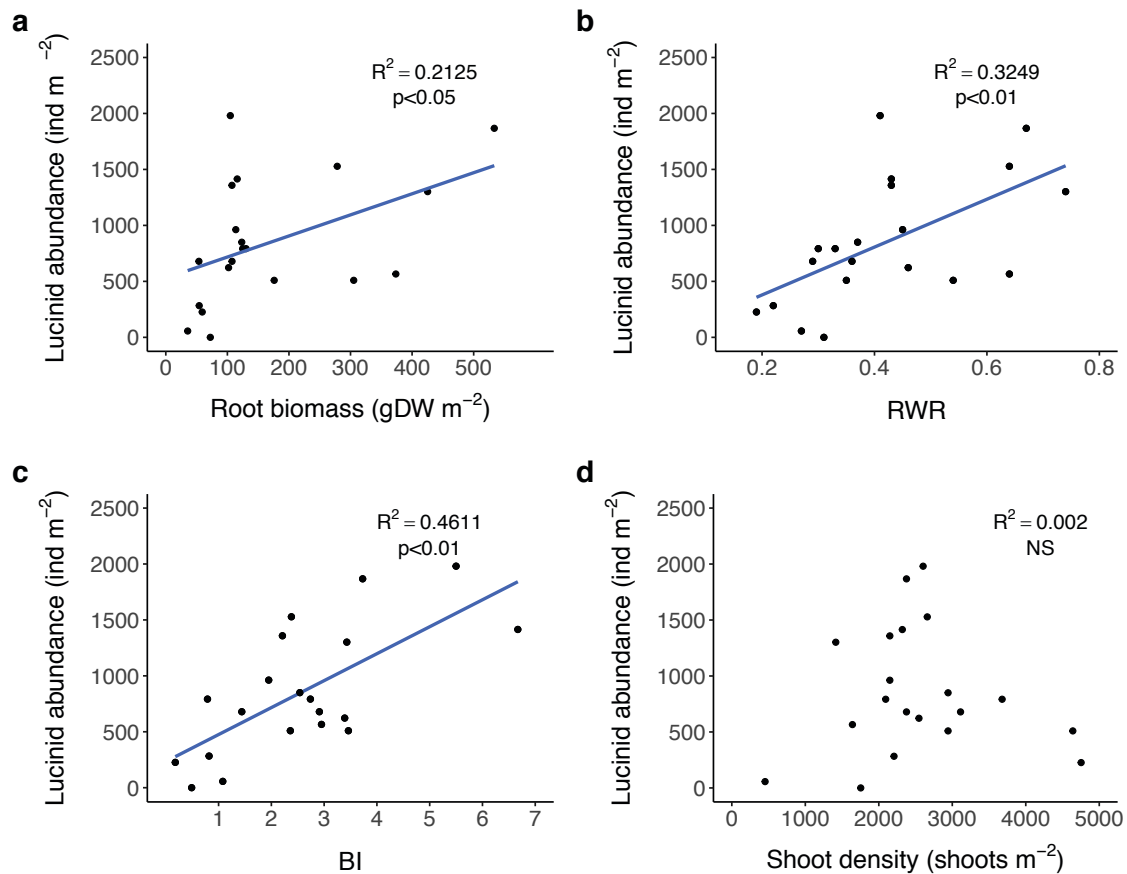 a
Lucinid abundance (ind m⁻²)
2500
2000
1500
1000
500
0
R² = 0.2125
p<0.05
0 100 200 300 400 500
Root biomass (gDW m⁻²)
b
Lucinid abundance (ind m⁻²)
2500
2000
1500
1000
500
0
R² = 0.3249
p<0.01
0.2 0.4 0.6 0.8
RWR
c
Lucinid abundance (ind m⁻²)
2500
2000
1500
1000
500
0
R² = 0.4611
p<0.01
1 2 3 4 5 6 7
BI
d
Lucinid abundance (ind m⁻²)
2500
2000
1500
1000
500
0
R² = 0.002
NS
0 1000 2000 3000 4000 5000
Shoot density (shoots m⁻²)